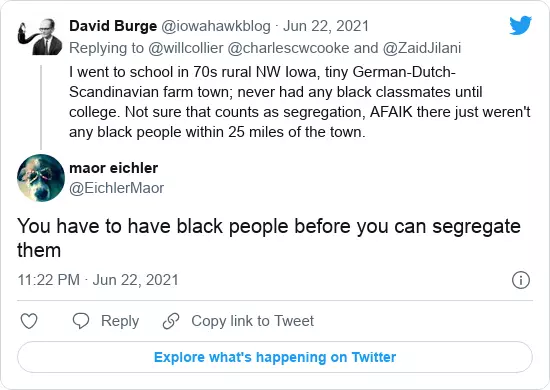 David Burge @iowahawkblog · Jun 22, 2021
Replying to @willcollier @charlescwcooke and @ZaidJilani
I went to school in 70s rural NW Iowa, tiny German-Dutch-
Scandinavian farm town; never had any black classmates until
college. Not sure that counts as segregation, AFAIK there just weren't
any black people within 25 miles of the town.
maor eichler
@EichlerMaor
You have to have black people before you can segregate
them
11:22 PM · Jun 22, 2021
Reply Copy link to Tweet
Explore what's happening on Twitter